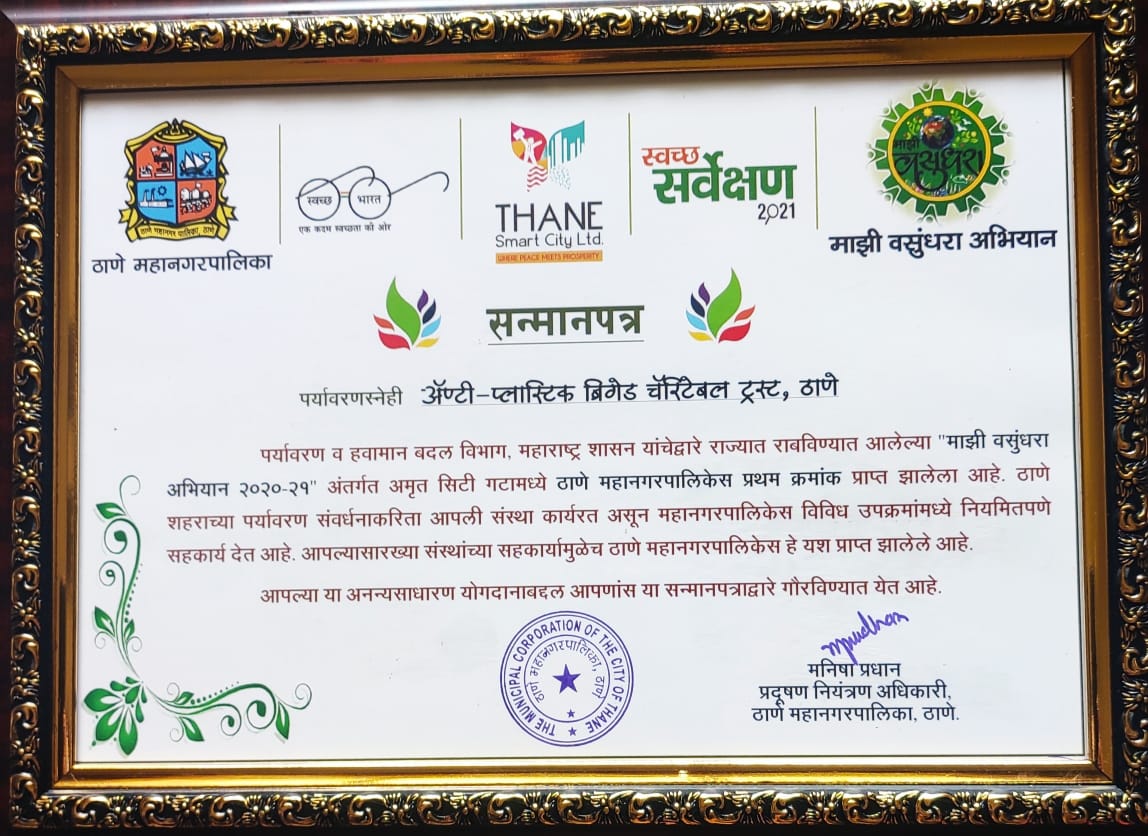 ठाणे महानगर पालिका, ठाणे
ठाणे महानगरपालिका
स्वच्छ भारत
एक कदम स्वच्छता की ओर
THANE
Smart City Ltd.
WHERE PEACE MEETS PROSPERITY
स्वच्छ
सर्वेक्षण
2021
माझी
वसुंधरा
माझी वसुंधरा अभियान
सन्मानपत्र
पर्यावरणस्नेही ॲण्टी-प्लास्टिक ब्रिगेड चॅरिटेबल ट्रस्ट, ठाणे
पर्यावरण व हवामान बदल विभाग, महाराष्ट्र शासन यांचेद्वारे राज्यात राबविण्यात आलेल्या "माझी वसुंधरा
अभियान २०२०-२१" अंतर्गत अमृत सिटी गटामध्ये ठाणे महानगरपालिकेस प्रथम क्रमांक प्राप्त झालेला आहे. ठाणे
शहराच्या पर्यावरण संवर्धनाकरिता आपली संस्था कार्यरत असून महानगरपालिकेस विविध उपक्रमांमध्ये नियमितपणे
सहकार्य देत आहे. आपल्यासारख्या संस्थांच्या सहकार्यामुळेच ठाणे महानगरपालिकेस हे यश प्राप्त झालेले आहे.
आपल्या या अनन्यसाधारण योगदानाबद्दल आपणांस या सन्मानपत्राद्वारे गौरविण्यात येत आहे.
THE MUNICIPAL CORPORATION OF THE CITY OF THANE
ठाणे महानगरपालिका, ठाणे
मनिषा प्रधान
प्रदूषण नियंत्रण अधिकारी,
ठाणे महानगरपालिका, ठाणे.